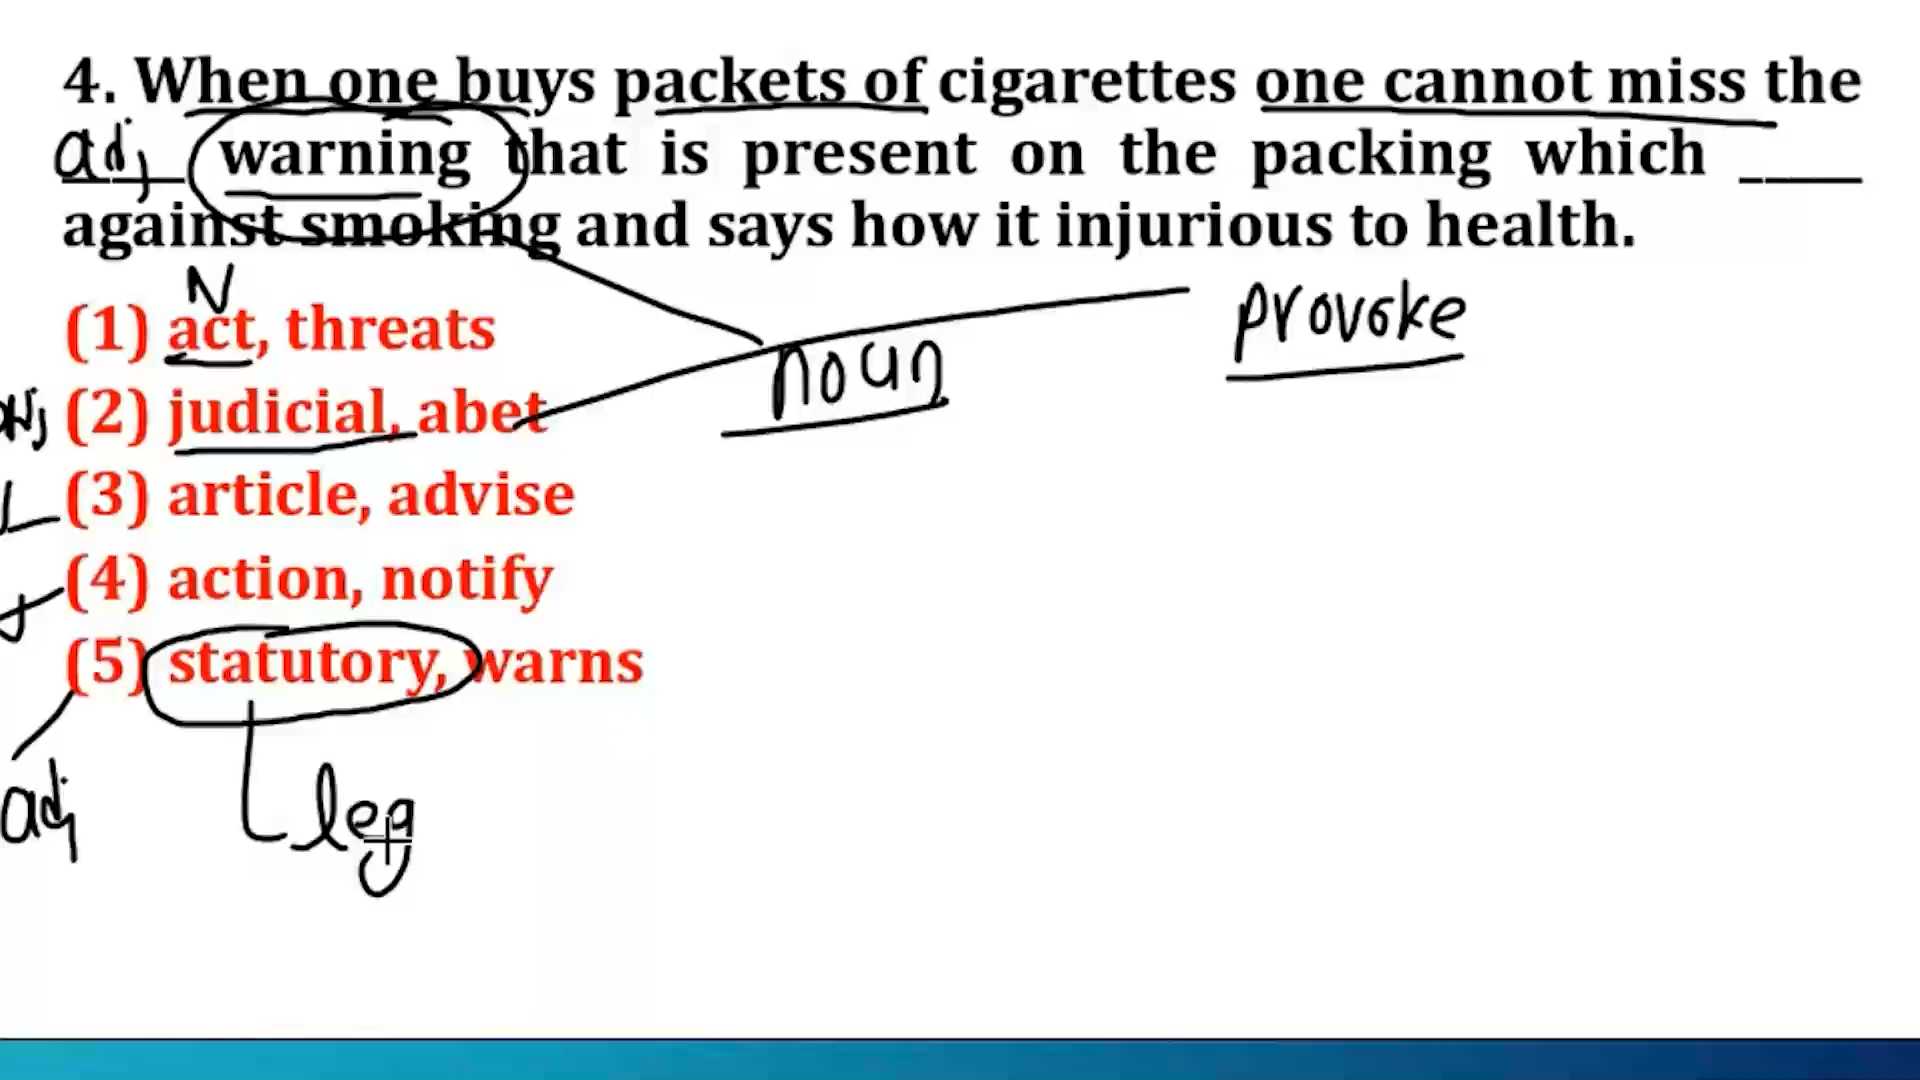 4. When one buys packets of cigarettes one cannot miss the
adj warning that is present on the packing which ____
against smoking and says how it injurious to health.
N
(1) act, threats
provoke
noun
(2) judicial, abet
(3) article, advise
(4) action, notify
(5) statutory, warns
adj
leg